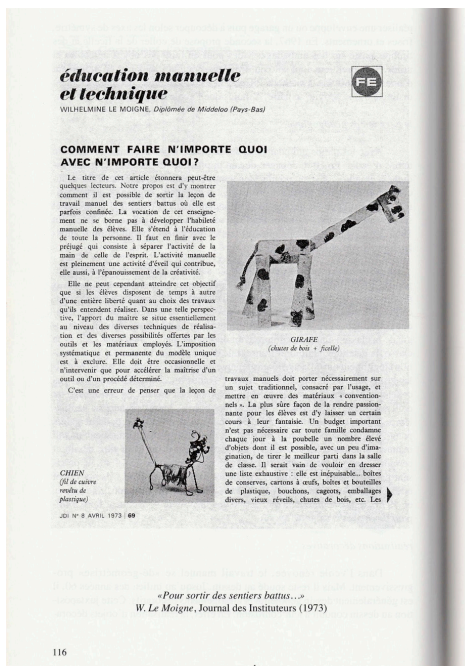 éducation manuelle
et technique
FE
WILHELMINE LE MOIGNE, Diplômée de Middeloo (Pays-Bas)
COMMENT FAIRE N'IMPORTE QUOI
AVEC N'IMPORTE QUOI ?
Le titre de cet article étonnera peut-être
quelques lecteurs. Notre propos est d'y montrer
comment il est possible de sortir la leçon de
travail manuel des sentiers battus où elle est
parfois confinée. La vocation de cet enseigne-
ment ne se borne pas à développer l'habileté
manuelle des élèves. Elle s'étend à l'éducation
de toute la personne. Il faut en finir avec le
préjugé qui consiste à séparer l'activité de la
main de celle de l'esprit. L'activité manuelle
est pleinement une activité d'éveil qui contribue,
elle aussi, à l'épanouissement de la créativité.
Elle ne peut cependant atteindre cet objectif
que si les élèves disposent de temps à autre
d'une entière liberté quant au choix des travaux
qu'ils entendent réaliser. Dans une telle perspec-
tive, l'apport du maître se situe essentiellement
au niveau des diverses techniques de réalisa-
tion et des diverses possibilités offertes par les
outils et les matériaux employés. L'imposition
systématique et permanente du modèle unique
est à exclure. Elle doit être occasionnelle et
n'intervenir que pour accélérer la maîtrise d'un
outil ou d'un procédé déterminé.
C'est une erreur de penser que la leçon de
CHIEN
(fil de cuivre
revêtu de
plastique)
GIRAFE
(chutes de bois + ficelle)
travaux manuels doit porter nécessairement sur
un sujet traditionnel, consacré par l'usage, et
mettre en œuvre des matériaux « convention-
nels ». La plus sûre façon de la rendre passion-
nante pour les élèves est d'y laisser un certain
cours à leur fantaisie. Un budget important
n'est pas nécessaire car toute famille condamne
chaque jour à la poubelle un nombre élevé
d'objets dont il est possible, avec un peu d'ima-
gination, de tirer le meilleur parti dans la salle
de classe. Il serait vain de vouloir en dresser
une liste exhaustive : elle est inépuisable... boîtes
de conserves, cartons à œufs, boîtes et bouteilles
de plastique, bouchons, cageots, emballages
divers, vieux réveils, chutes de bois, etc. Les
JDI N° 8 AVRIL 1973 69
«Pour sortir des sentiers battus...»
W. Le Moigne, Journal des Instituteurs (1973)
116